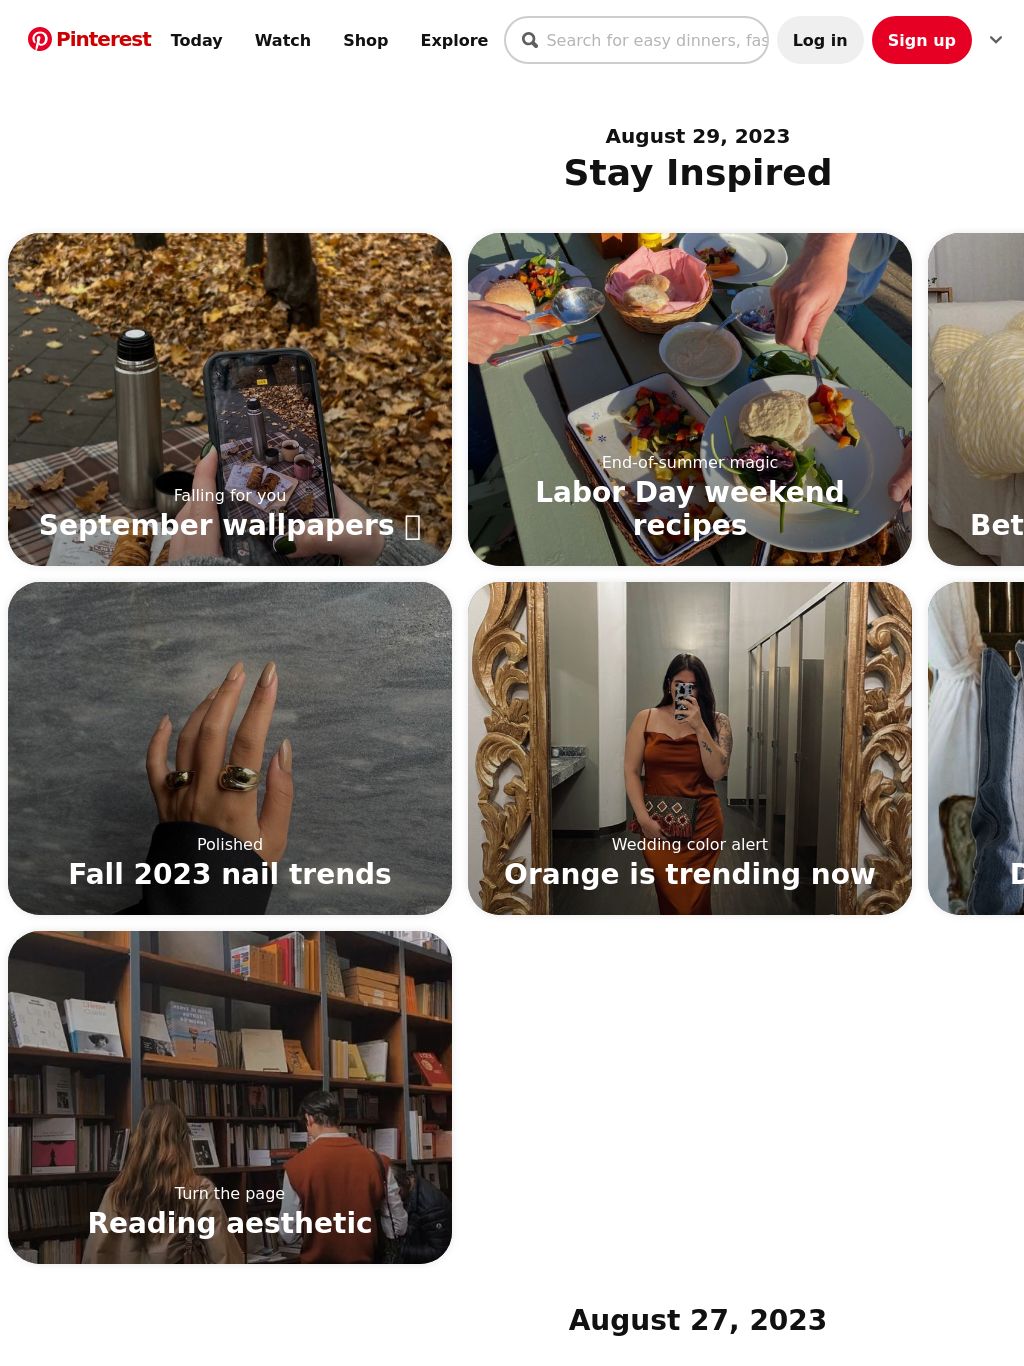 Pinterest
Today
Watch
Shop
Explore
Search for easy dinners, fas
Log in
Sign up
August 29, 2023
Stay Inspired
Falling for you
September wallpapers
End-of-summer magic
Labor Day weekend
recipes
Bet
Polished
Fall 2023 nail trends
Wedding color alert
Orange is trending now
D
Turn the page
Reading aesthetic
August 27, 2023